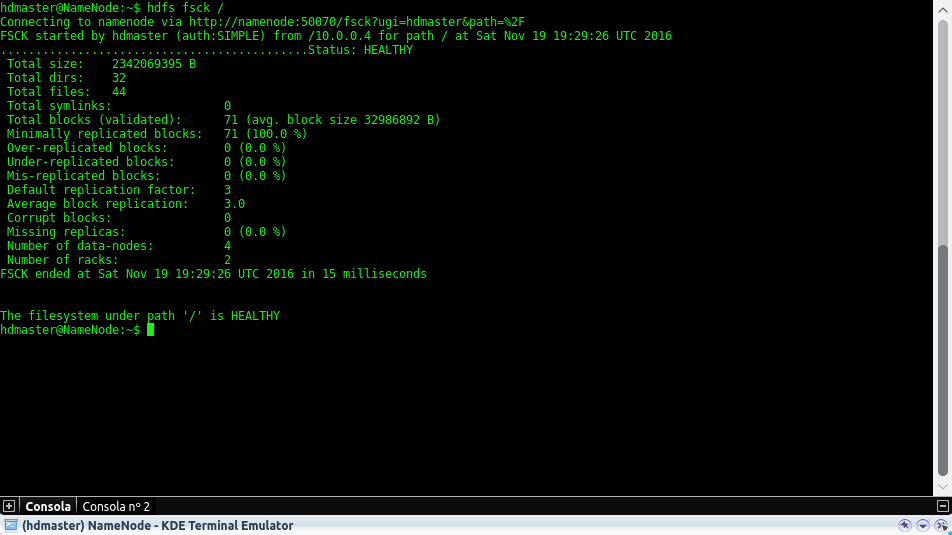 hdmaster@NameNode:~$ hdfs fsck /
Connecting to namenode via http://namenode:50070/fsck?ugi=hdmaster&path=%2F
FSCK started by hdmaster (auth:SIMPLE) from /10.0.0.4 for path / at Sat Nov 19 19:29:26 UTC 2016
............................................Status: HEALTHY
 Total size:    2342069395 B
 Total dirs:    32
 Total files:   44
 Total symlinks:                0
 Total blocks (validated):      71 (avg. block size 32986892 B)
 Minimally replicated blocks:   71 (100.0 %)
 Over-replicated blocks:        0 (0.0 %)
 Under-replicated blocks:       0 (0.0 %)
 Mis-replicated blocks:         0 (0.0 %)
 Default replication factor:    3
 Average block replication:     3.0
 Corrupt blocks:                0
 Missing replicas:              0 (0.0 %)
 Number of data-nodes:          4
 Number of racks:               2
FSCK ended at Sat Nov 19 19:29:26 UTC 2016 in 15 milliseconds
The filesystem under path '/' is HEALTHY
hdmaster@NameNode:~$
Consola Consola nº 2
(hdmaster) NameNode - KDE Terminal Emulator